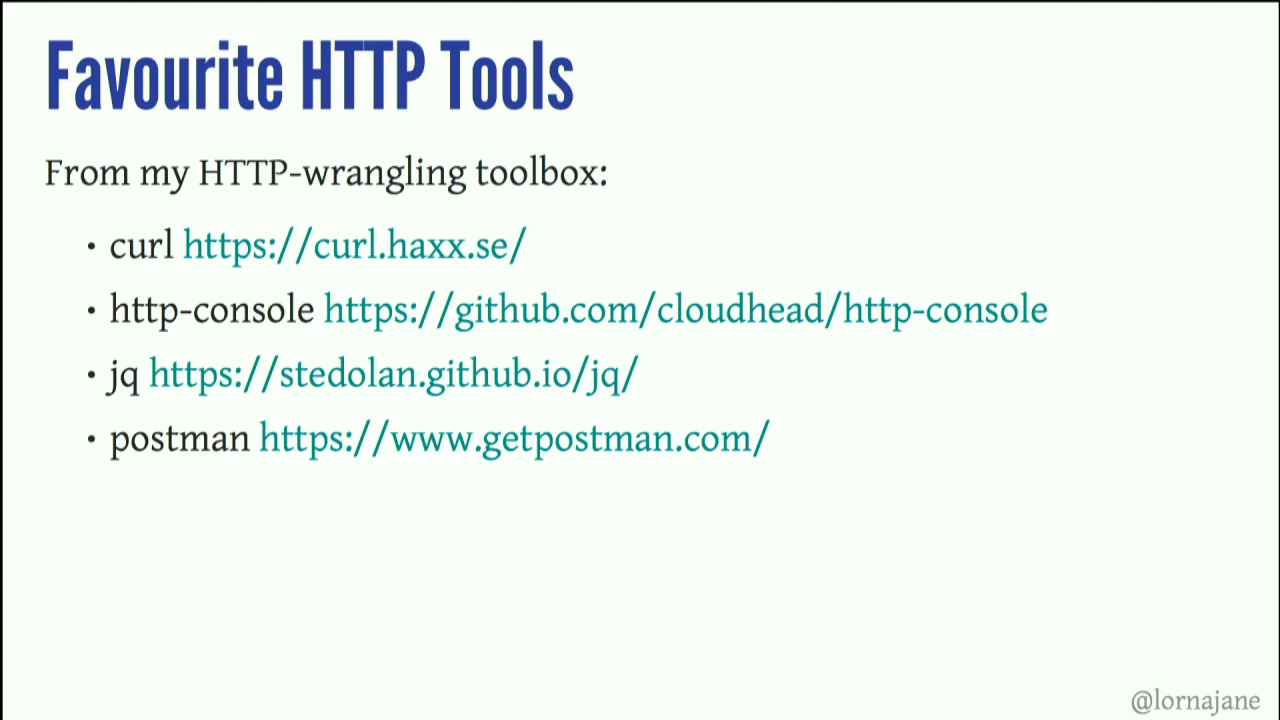 Favourite HTTP Tools
From my HTTP-wrangling toolbox:
• curl https://curl.haxx.se/
• http-console https://github.com/cloudhead/http-console
• jq https://stedolan.github.io/jq/
• postman https://www.getpostman.com/
@lornajane